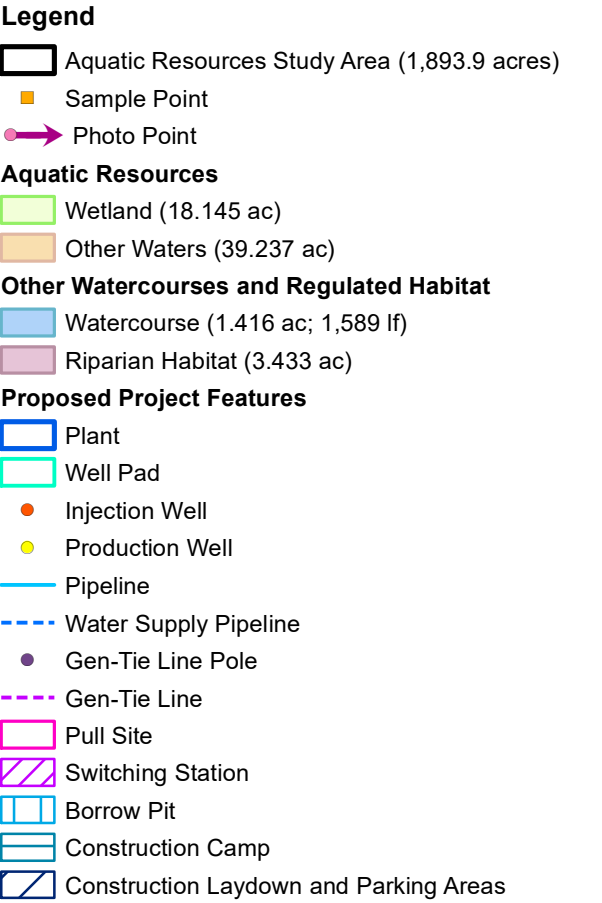 Legend
Aquatic Resources Study Area (1,893.9 acres)
Sample Point
Photo Point
Aquatic Resources
Wetland (18.145 ac)
Other Waters (39.237 ac)
Other Watercourses and Regulated Habitat
Watercourse (1.416 ac; 1,589 lf)
Riparian Habitat (3.433 ac)
Proposed Project Features
Plant
Well Pad
Injection Well
Production Well
Pipeline
Water Supply Pipeline
Gen-Tie Line Pole
Gen-Tie Line
Pull Site
Switching Station
Borrow Pit
Construction Camp
Construction Laydown and Parking Areas